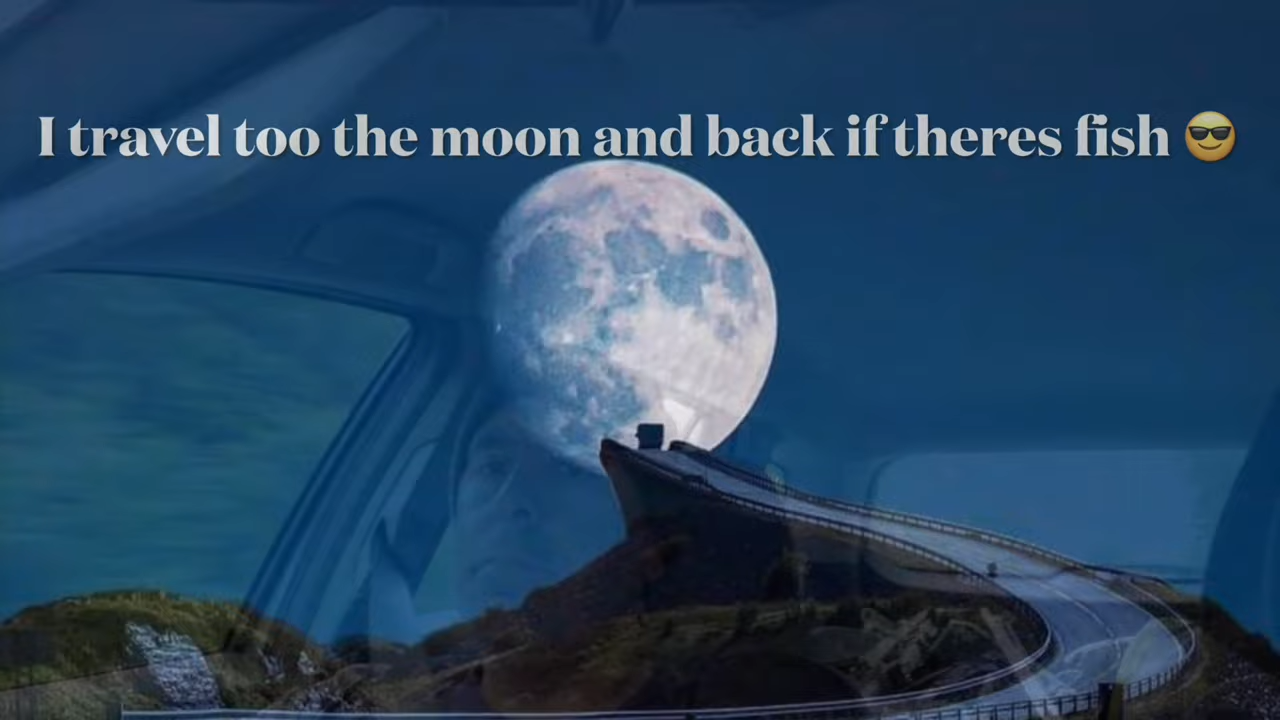 I travel too the moon and back if theres fish 😎